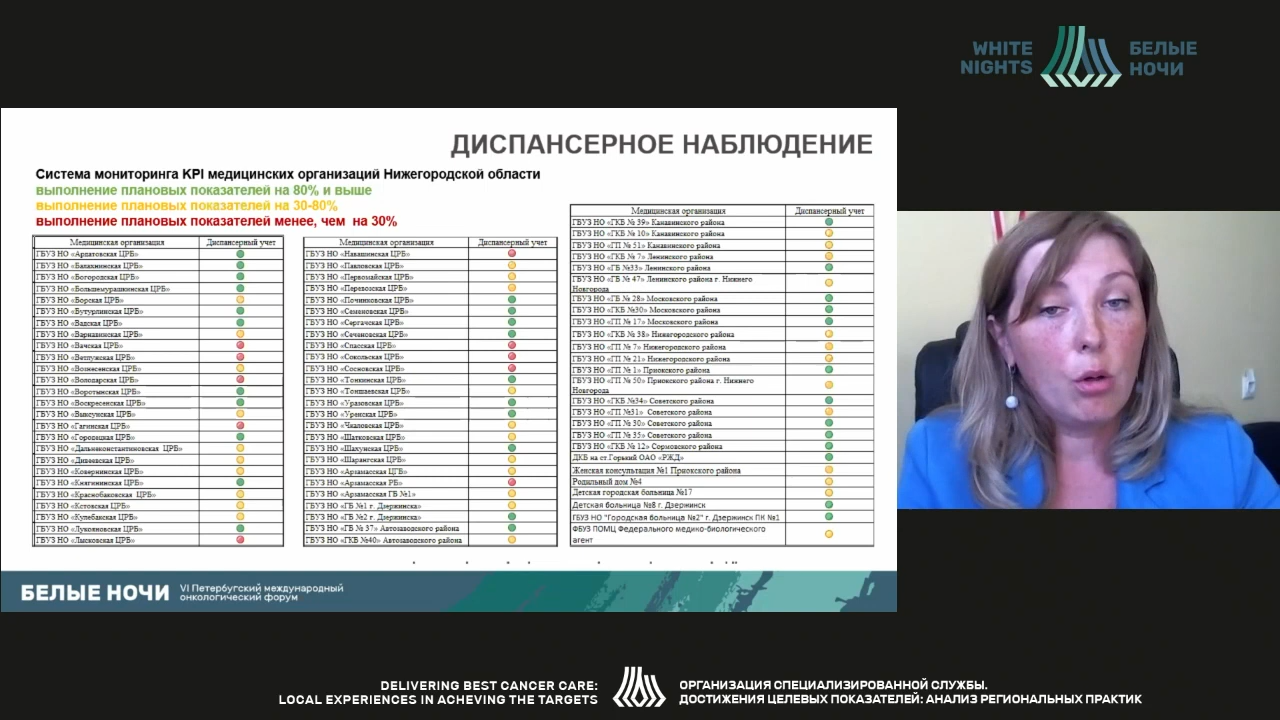 WHITE
NIGHTS
БЕЛЫЕ
НОЧИ
ДИСПАНСЕРНОЕ НАБЛЮДЕНИЕ
Система мониторинга KPI медицинских организаций Нижегородской области
выполнение плановых показателей на 80% и выше
выполнение плановых показателей на 30-80%
выполнение плановых показателей менее, чем на 30%
Медицинская организация Диспансерный учет
ГБУЗ НО «Ардатовская ЦРБ»
ГБУЗ НО «Балахнинская ЦРБ»
ГБУЗ НО «Богородская ЦРБ»
ГБУЗ НО «Большемурашкинская ЦРБ»
ГБУЗ НО «Борская ЦРБ»
ГБУЗ НО «Бутурлинская ЦРБ»
ГБУЗ НО «Вадская ЦРБ»
ГБУЗ НО «Варнавинская ЦРБ»
ГБУЗ НО «Вачская ЦРБ»
ГБУЗ НО «Ветлужская ЦРБ»
ГБУЗ НО «Вознесенская ЦРБ»
ГБУЗ НО «Володарская ЦРБ»
ГБУЗ НО «Воротынская ЦРБ»
ГБУЗ НО «Воскресенская ЦРБ»
ГБУЗ НО «Выксунская ЦРБ»
ГБУЗ НО «Гагинская ЦРБ»
ГБУЗ НО «Городецкая ЦРБ»
ГБУЗ НО «Дальнеконстантиновская ЦРБ»
ГБУЗ НО «Дивеевская ЦРБ»
ГБУЗ НО «Ковернинская ЦРБ»
ГБУЗ НО «Княгининская ЦРБ»
ГБУЗ НО «Краснобаковская ЦРБ»
ГБУЗ НО «Кстовская ЦРБ»
ГБУЗ НО «Кулебакская ЦРБ»
ГБУЗ НО «Лукояновская ЦРБ»
ГБУЗ НО «Лысковская ЦРБ»
Медицинская организация Диспансерный учет
ГБУЗ НО «Навашинская ЦРБ»
ГБУЗ НО «Павловская ЦРБ»
ГБУЗ НО «Первомайская ЦРБ»
ГБУЗ НО «Перевозская ЦРБ»
ГБУЗ НО «Починковская ЦРБ»
ГБУЗ НО «Семеновская ЦРБ»
ГБУЗ НО «Сергачская ЦРБ»
ГБУЗ НО «Сеченовская ЦРБ»
ГБУЗ НО «Спасская ЦРБ»
ГБУЗ НО «Сокольская ЦРБ»
ГБУЗ НО «Сосновская ЦРБ»
ГБУЗ НО «Тонкинская ЦРБ»
ГБУЗ НО «Тоншаевская ЦРБ»
ГБУЗ НО «Уразовская ЦРБ»
ГБУЗ НО «Уренская ЦРБ»
ГБУЗ НО «Чкаловская ЦРБ»
ГБУЗ НО «Шатковская ЦРБ»
ГБУЗ НО «Шахунская ЦРБ»
ГБУЗ НО «Шарангская ЦРБ»
ГБУЗ НО «Арзамасская ЦГБ»
ГБУЗ НО «Арзамасская РБ»
ГБУЗ НО «Арзамасская ГБ №1»
ГБУЗ НО «ГБ №1 г. Дзержинска»
ГБУЗ НО «ГБ №2 г. Дзержинска»
ГБУЗ НО «ГБ № 37» Автозаводского района
ГБУЗ НО «ГКБ №40» Автозаводского района
Медицинская организация Диспансерный учет
ГБУЗ НО «ГКБ № 39» Канавинского района
ГБУЗ НО «ГКБ № 10» Канавинского района
ГБУЗ НО «ГП № 51» Канавинского района
ГБУЗ НО «ГКБ № 7» Ленинского района
ГБУЗ НО «ГБ №33» Ленинского района
ГБУЗ НО «ГБ № 47» Ленинского района г. Нижнего
Новгорода
ГБУЗ НО «ГБ № 28» Московского района
ГБУЗ НО «ГКБ №30» Московского района
ГБУЗ НО «ГП № 17» Московского района
ГБУЗ НО «ГКБ № 38» Нижегородского района
ГБУЗ НО «ГП № 7» Нижегородского района
ГБУЗ НО «ГП № 21» Нижегородского района
ГБУЗ НО «ГП № 1» Приокского района
ГБУЗ НО «ГП № 50» Приокского района г. Нижнего
Новгорода
ГБУЗ НО «ГКБ №34» Советского района
ГБУЗ НО «ГП №31» Советского района
ГБУЗ НО «ГП № 30» Советского района
ГБУЗ НО «ГП № 35» Советского района
ГБУЗ НО «ГКБ № 12» Сормовского района
ДКБ на ст.Горький ОАО «РЖД»
Женская консультация №1 Приокского района
Родильный дом №4
Детская городская больница №17
Детская больница №8 г. Дзержинск
ГБУЗ НО "Городская больница №2" г. Дзержинск ПК №1
ФБУЗ ПОМЦ Федерального медико-биологического
агент
БЕЛЫЕ НОЧИ
VI Петербугский международный
онкологический форум
DELIVERING BEST CANCER CARE:
LOCAL EXPERIENCES IN ACHEVING THE TARGETS
ОРГАНИЗАЦИЯ СПЕЦИАЛИЗИРОВАННОЙ СЛУЖБЫ.
ДОСТИЖЕНИЯ ЦЕЛЕВЫХ ПОКАЗАТЕЛЕЙ: АНАЛИЗ РЕГИОНАЛЬНЫХ ПРАКТИК